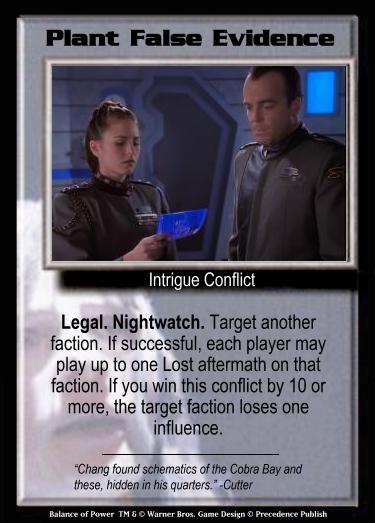 Plant False Evidence
Intrigue Conflict
Legal. Nightwatch. Target another
faction. If successful, each player may
play up to one Lost aftermath on that
faction. If you win this conflict by 10 or
more, the target faction loses one
influence.
“Chang found schematics of the Cobra Bay and
these, hidden in his quarters.” -Cutter
Balance of Power TM & © Warner Bros. Game Design © Precedence Publish